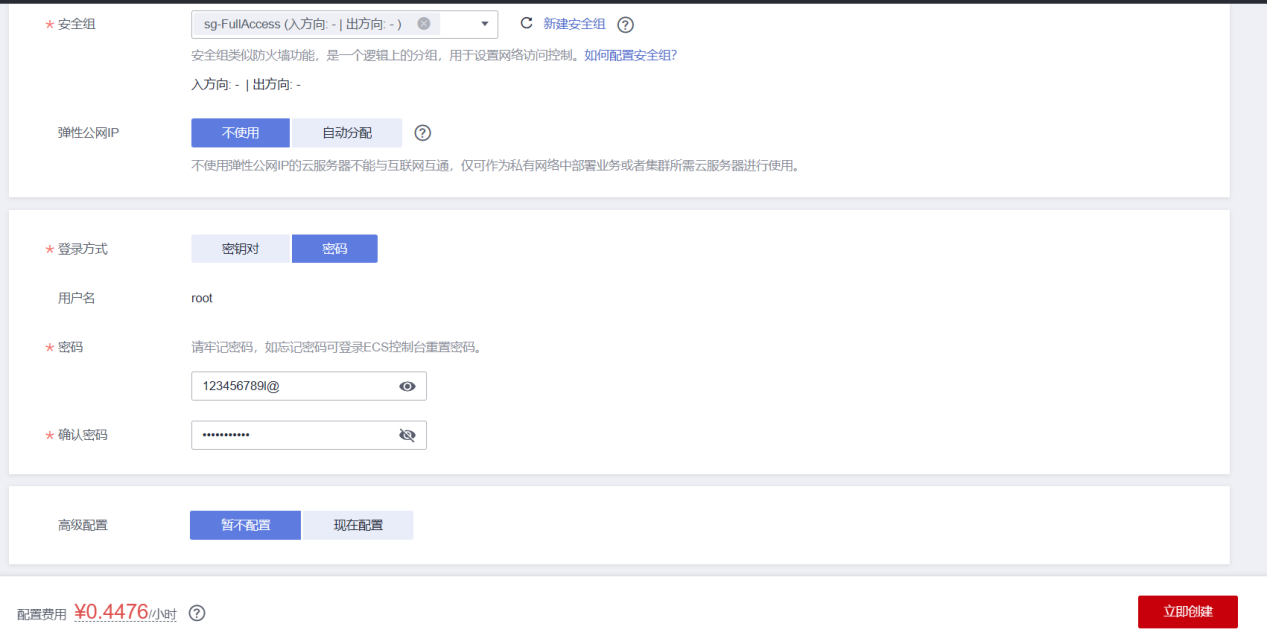 * 安全组
sg-FullAccess (入方向: - | 出方向: - )
新建安全组
安全组类似防火墙功能，是一个逻辑上的分组，用于设置网络访问控制。如何配置安全组?
入方向: - | 出方向: -
弹性公网IP
不使用
自动分配
不使用弹性公网IP的云服务器不能与互联网互通，仅可作为私有网络中部署业务或者集群所需云服务器进行使用。
* 登录方式
密钥对
密码
用户名
root
* 密码
请牢记密码，如忘记密码可登录ECS控制台重置密码。
123456789l@
* 确认密码
•••••••••••
高级配置
暂不配置
现在配置
配置费用 ¥0.4476/小时
立即创建